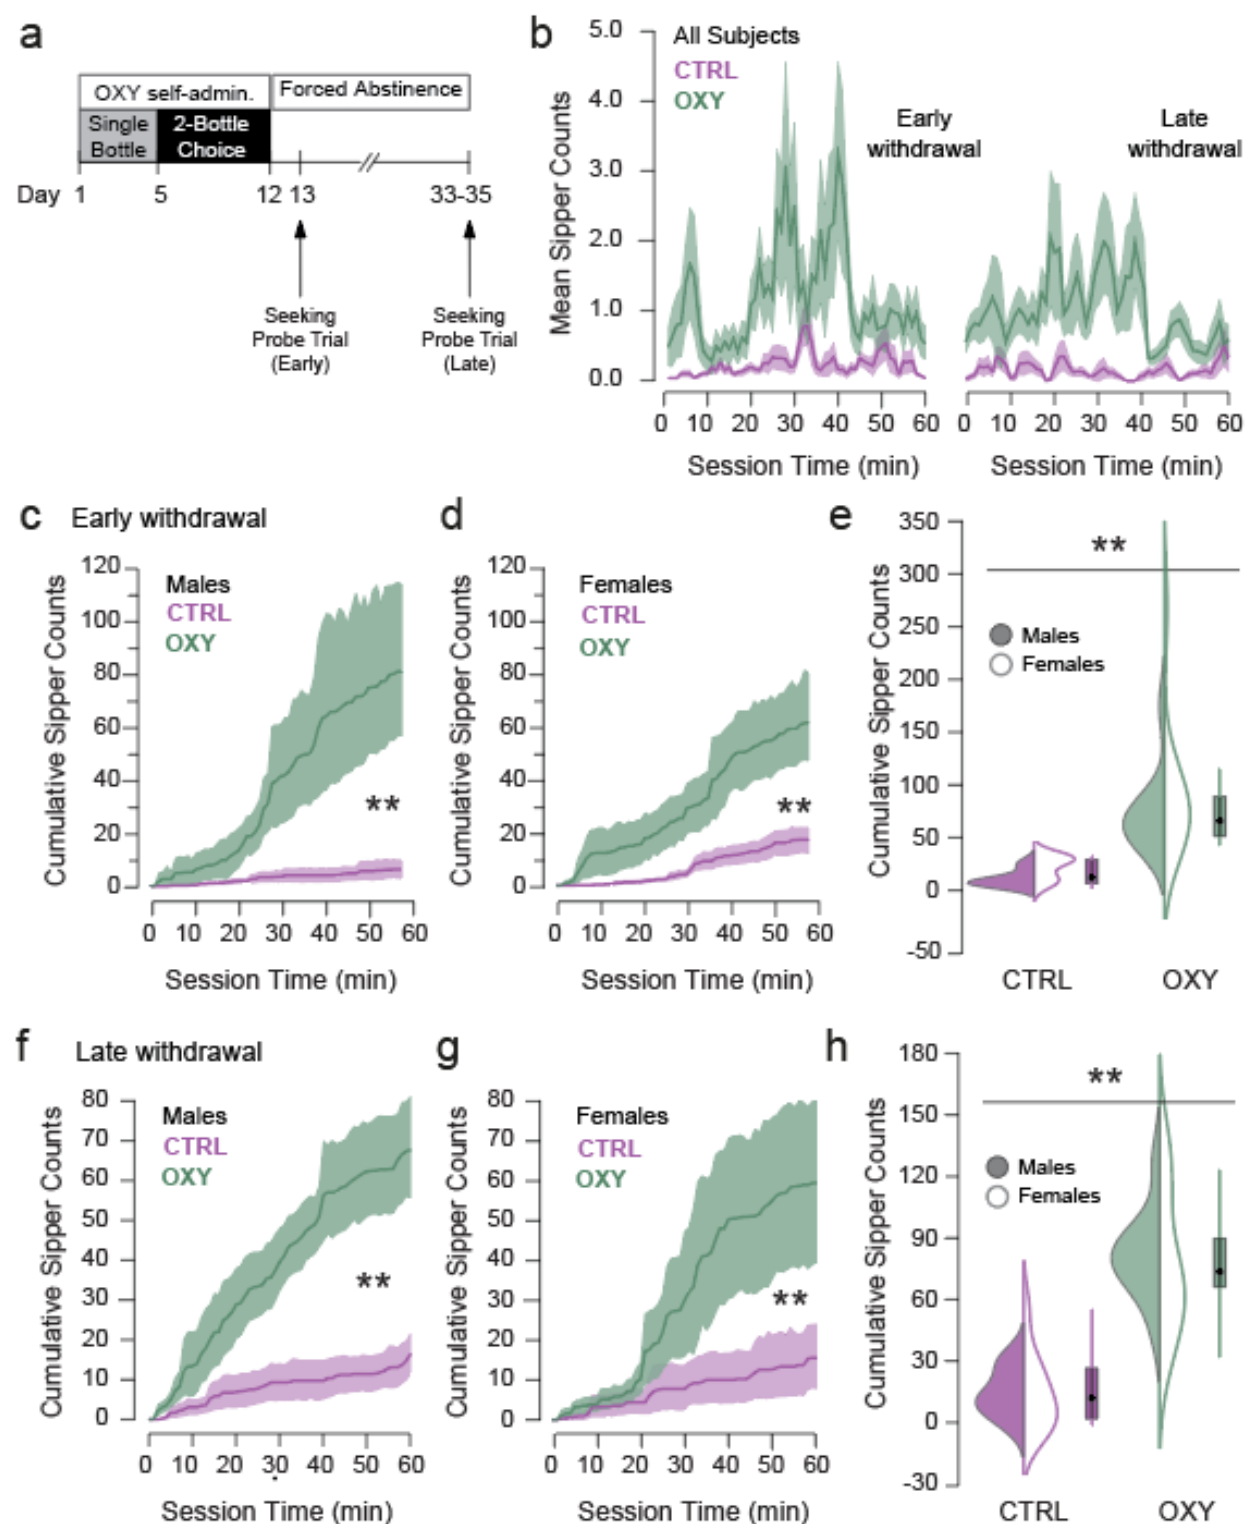 a
OXY self-admin.
Forced Abstinence
Single
Bottle
2-Bottle
Choice
Day 1 5 12 13 33-35
Seeking
Probe Trial
(Early)
Seeking
Probe Trial
(Late)
b
All Subjects
CTRL
OXY
Early
withdrawal
Late
withdrawal
Mean Sipper Counts
5.0
4.0
3.0
2.0
1.0
0.0
0 10 20 30 40 50 60
0 10 20 30 40 50 60
Session Time (min)
Session Time (min)
c Early withdrawal
Males
CTRL
OXY
Cumulative Sipper Counts
120
100
80
60
40
20
0
**
0 10 20 30 40 50 60
Session Time (min)
d
Females
CTRL
OXY
Cumulative Sipper Counts
120
100
80
60
40
20
0
**
0 10 20 30 40 50 60
Session Time (min)
e
Cumulative Sipper Counts
350
300
250
200
150
100
50
0
-50
**
Males
Females
CTRL OXY
f Late withdrawal
Males
CTRL
OXY
Cumulative Sipper Counts
80
70
60
50
40
30
20
10
0
**
0 10 20 30 40 50 60
Session Time (min)
g
Females
CTRL
OXY
Cumulative Sipper Counts
80
70
60
50
40
30
20
10
0
**
0 10 20 30 40 50 60
Session Time (min)
h
Cumulative Sipper Counts
180
150
120
90
60
30
0
-30
**
Males
Females
CTRL OXY